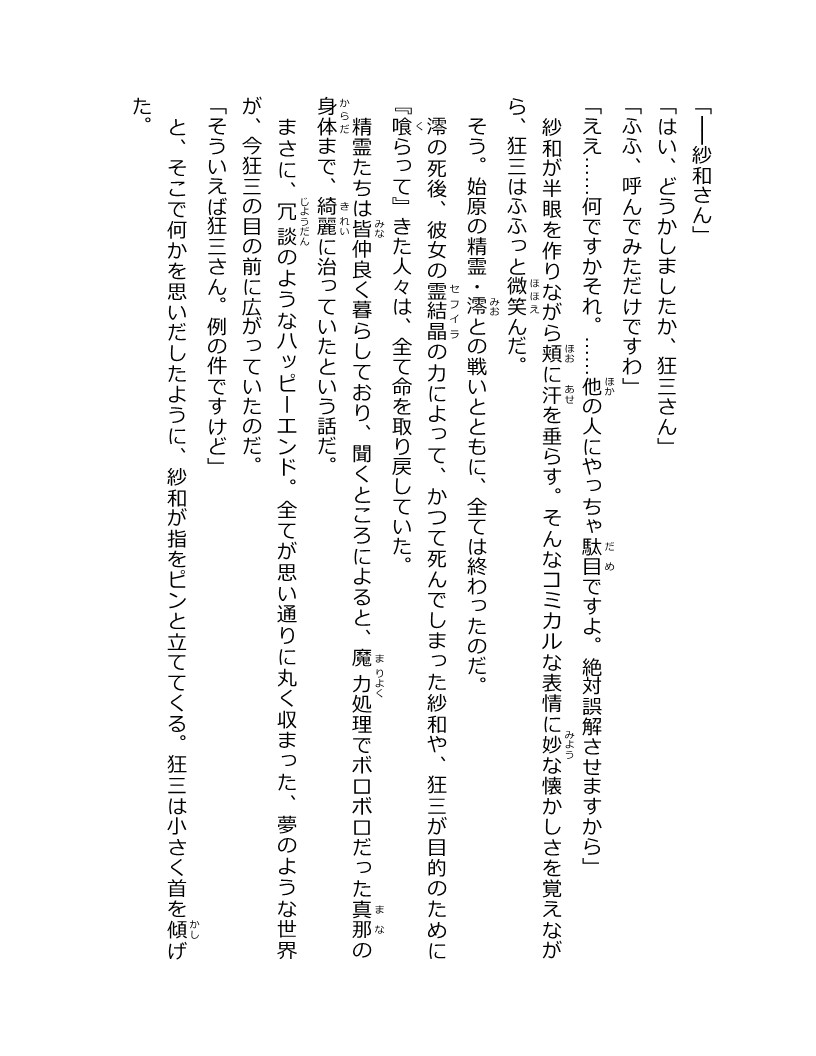 「――紗和さん」
「はい、どうかしましたか、狂三さん」
「ふふ、呼んでみただけですわ」
「ええ……何ですかそれ。……他の人にやっちゃ駄目ですよ。絶対誤解させますから」
　紗和が半眼を作りながら頬に汗を垂らす。そんなコミカルな表情に妙な懐かしさを覚えなが
ら、狂三はふふっと微笑んだ。
　そう。始原の精霊・澪との戦いとともに、全ては終わったのだ。
　澪の死後、彼女の霊結晶の力によって、かつて死んでしまった紗和や、狂三が目的のために
『喰らって』きた人々は、全て命を取り戻していた。
　精霊たちは皆仲良く暮らしており、聞くところによると、魔力処理でボロボロだった真那の
身体まで、綺麗に治っていたという話だ。
　まさに、冗談のようなハッピーエンド。全てが思い通りに丸く収まった、夢のような世界
が、今狂三の目の前に広がっていたのだ。
「そういえば狂三さん。例の件ですけど」
　と、そこで何かを思いだしたように、紗和が指をピンと立ててくる。狂三は小さく首を傾げ
た。